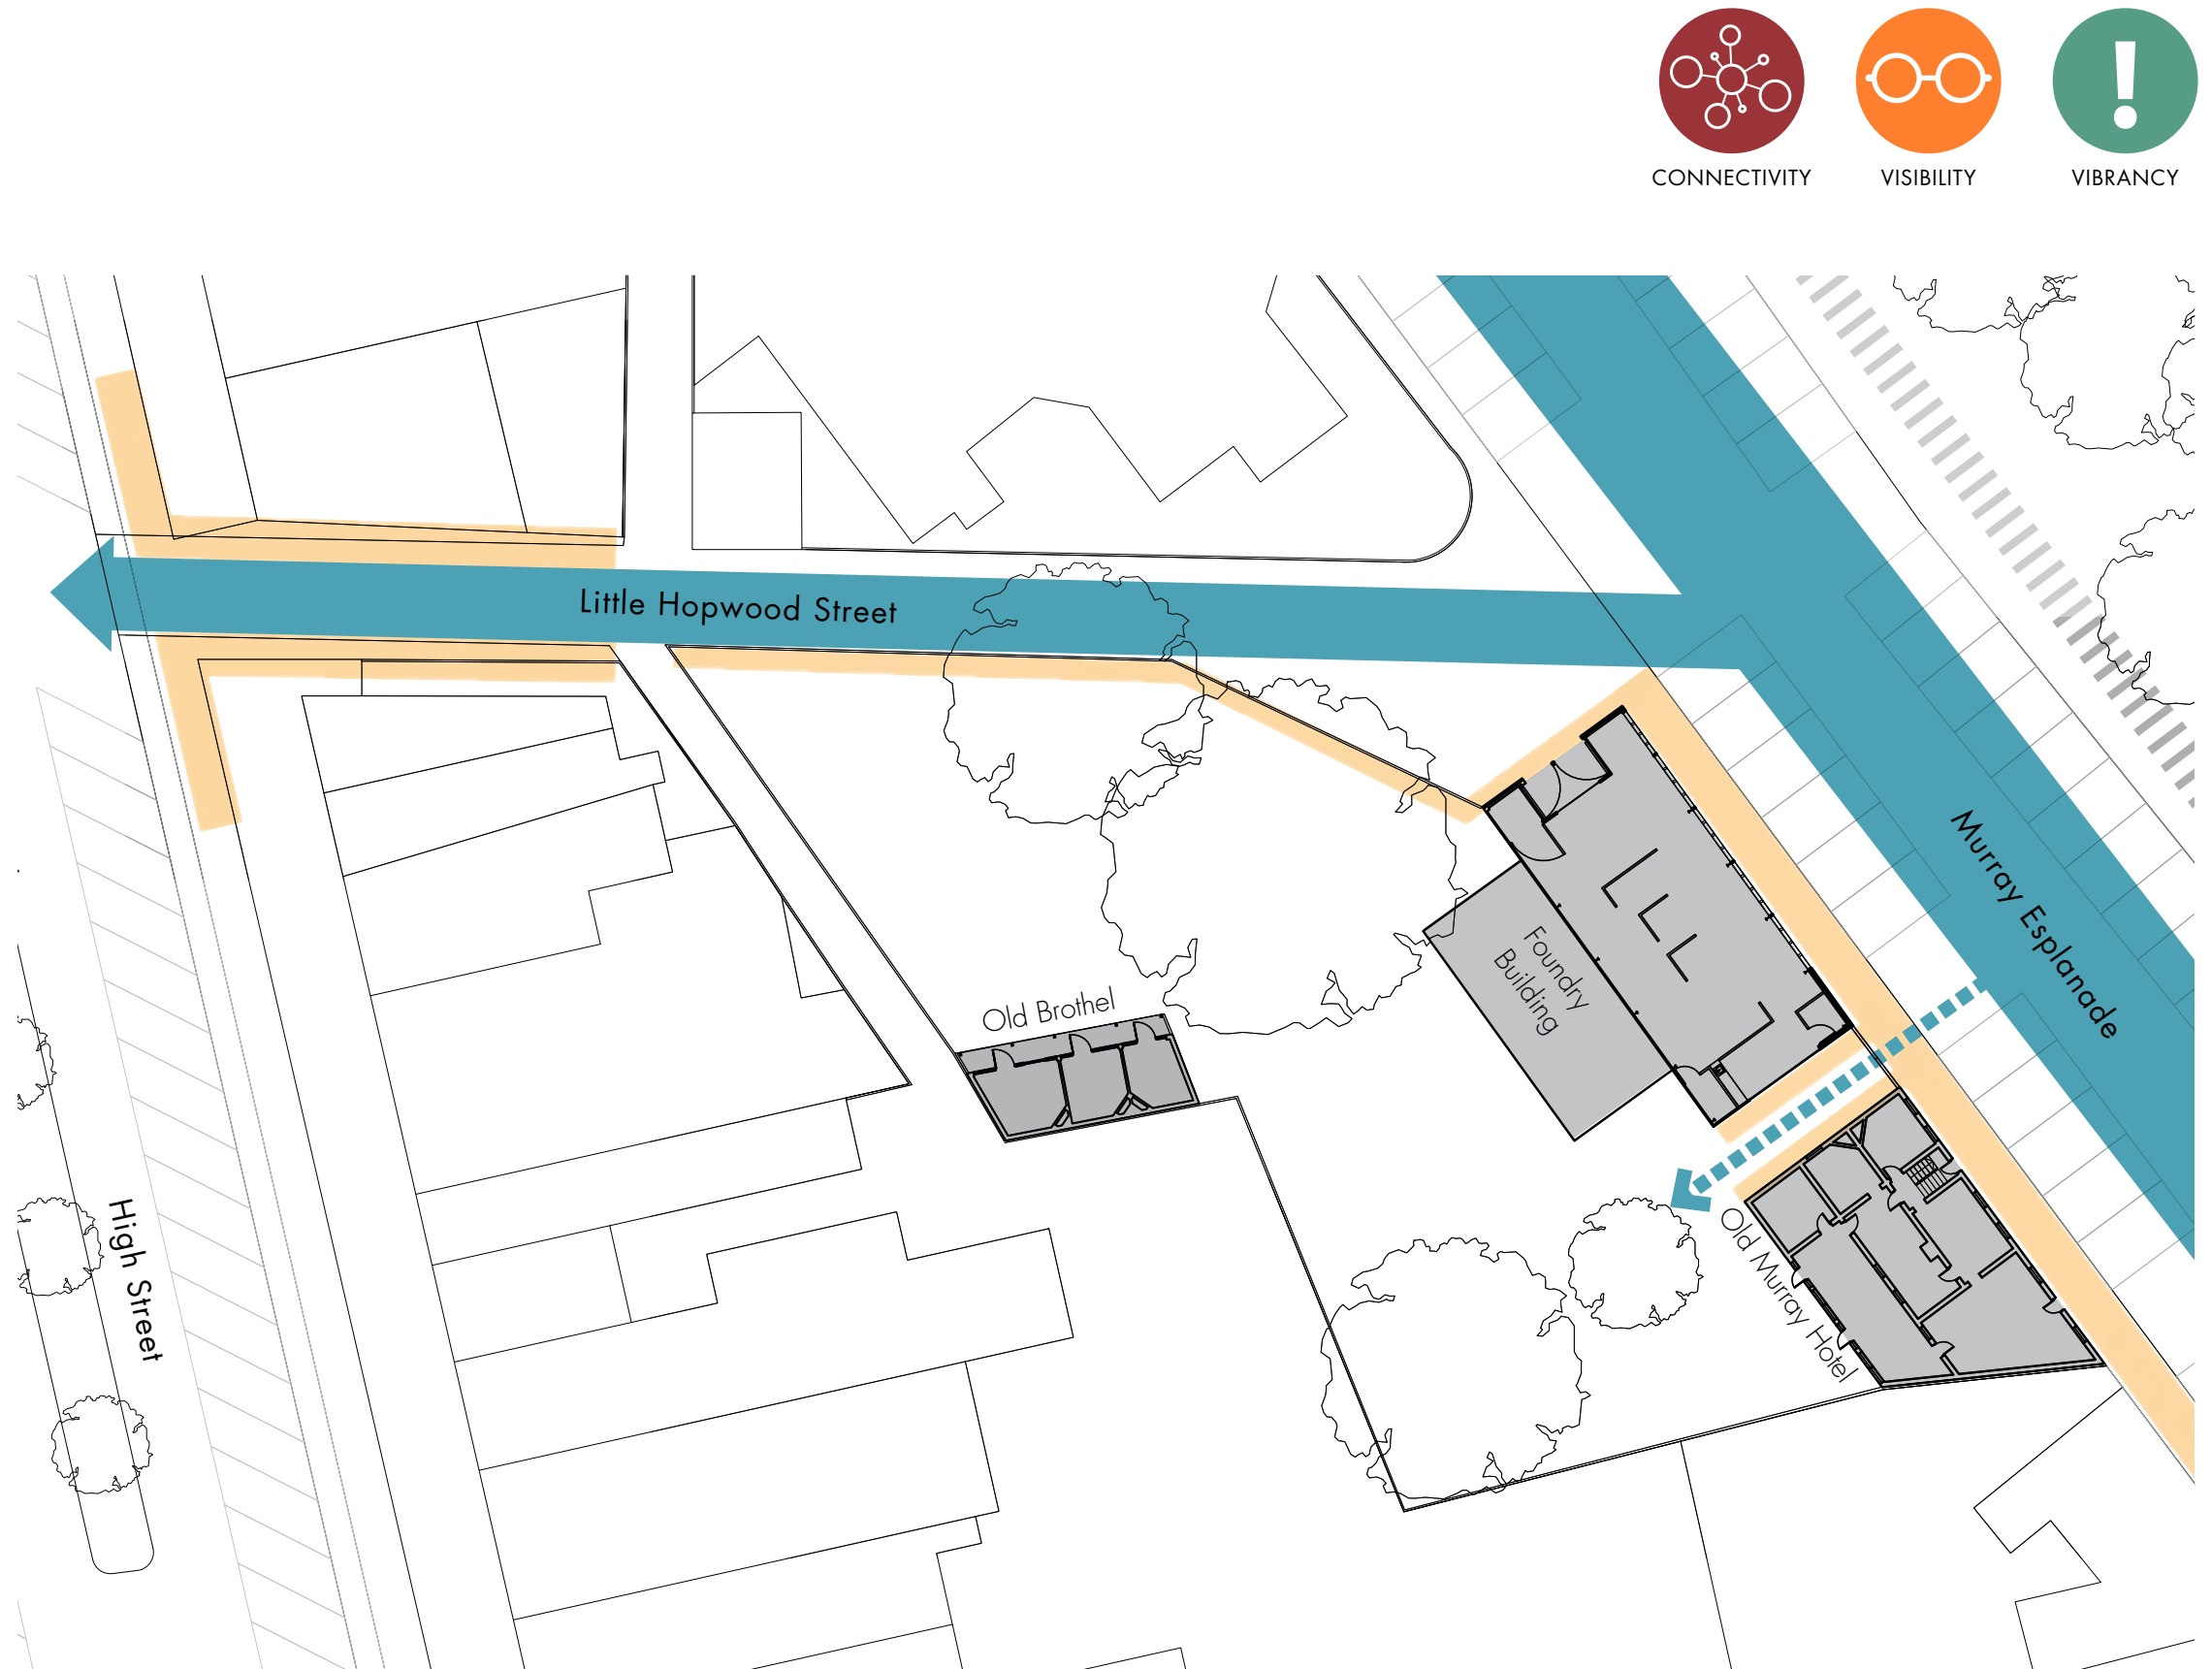 CONNECTIVITY
VISIBILITY
VIBRANCY
Little Hopwood Street
Murray Esplanade
Foundry
Building
Old Brothel
High Street
Old Murray Hotel